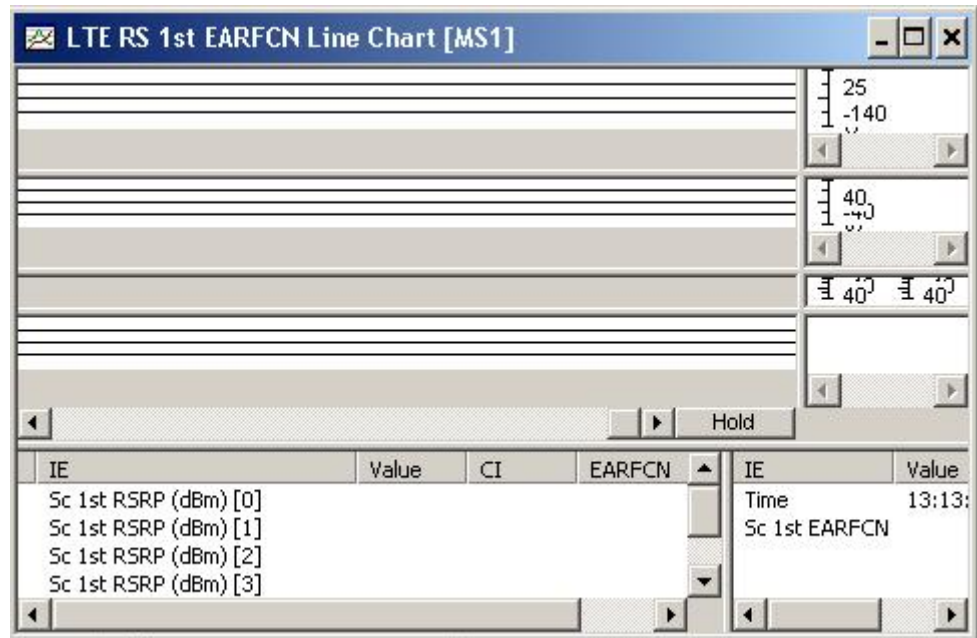 LTE RS 1st EARFCN Line Chart [MS1]
25
-140
40
-40
40 40
Hold
IE Value CI EARFCN
Sc 1st RSRP (dBm) [0]
Sc 1st RSRP (dBm) [1]
Sc 1st RSRP (dBm) [2]
Sc 1st RSRP (dBm) [3]
IE Value
Time 13:13:
Sc 1st EARFCN